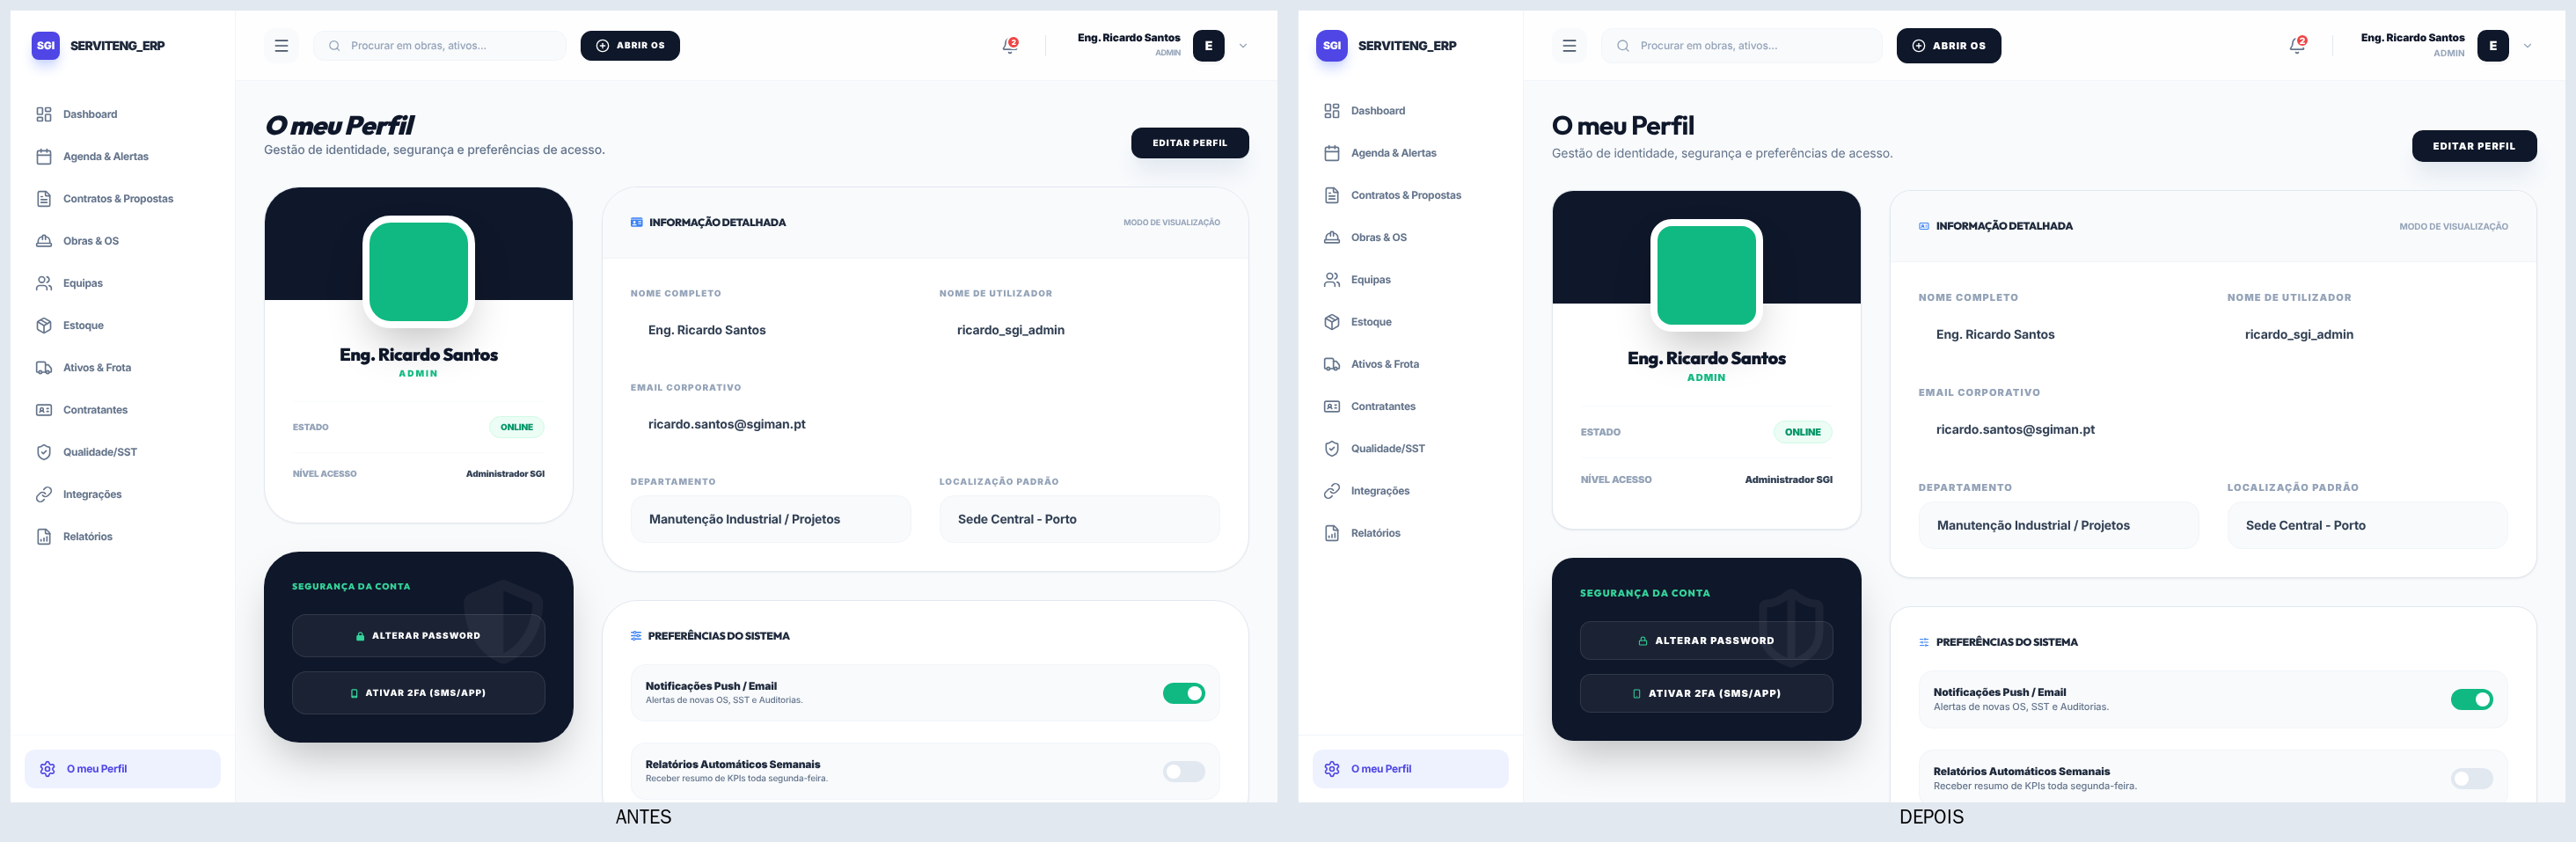 SGI SERVITENG_ERP
Procurar em obras, ativos...
ABRIR OS
2
Eng. Ricardo Santos
ADMIN
E
Dashboard
Agenda & Alertas
Contratos & Propostas
Obras & OS
Equipas
Estoque
Ativos & Frota
Contratantes
Qualidade/SST
Integrações
Relatórios
O meu Perfil
O meu Perfil
Gestão de identidade, segurança e preferências de acesso.
EDITAR PERFIL
Eng. Ricardo Santos
ADMIN
ESTADO ONLINE
NÍVEL ACESSO Administrador SGI
SEGURANÇA DA CONTA
ALTERAR PASSWORD
ATIVAR 2FA (SMS/APP)
INFORMAÇÃO DETALHADA MODO DE VISUALIZAÇÃO
NOME COMPLETO NOME DE UTILIZADOR
Eng. Ricardo Santos ricardo_sgi_admin
EMAIL CORPORATIVO
ricardo.santos@sgiman.pt
DEPARTAMENTO LOCALIZAÇÃO PADRÃO
Manutenção Industrial / Projetos Sede Central - Porto
PREFERÊNCIAS DO SISTEMA
Notificações Push / Email
Alertas de novas OS, SST e Auditorias.
Relatórios Automáticos Semanais
Receber resumo de KPIs toda segunda-feira.
ANTES
SGI SERVITENG_ERP
Procurar em obras, ativos...
ABRIR OS
2
Eng. Ricardo Santos
ADMIN
E
Dashboard
Agenda & Alertas
Contratos & Propostas
Obras & OS
Equipas
Estoque
Ativos & Frota
Contratantes
Qualidade/SST
Integrações
Relatórios
O meu Perfil
O meu Perfil
Gestão de identidade, segurança e preferências de acesso.
EDITAR PERFIL
Eng. Ricardo Santos
ADMIN
ESTADO ONLINE
NÍVEL ACESSO Administrador SGI
SEGURANÇA DA CONTA
ALTERAR PASSWORD
ATIVAR 2FA (SMS/APP)
INFORMAÇÃO DETALHADA MODO DE VISUALIZAÇÃO
NOME COMPLETO NOME DE UTILIZADOR
Eng. Ricardo Santos ricardo_sgi_admin
EMAIL CORPORATIVO
ricardo.santos@sgiman.pt
DEPARTAMENTO LOCALIZAÇÃO PADRÃO
Manutenção Industrial / Projetos Sede Central - Porto
PREFERÊNCIAS DO SISTEMA
Notificações Push / Email
Alertas de novas OS, SST e Auditorias.
Relatórios Automáticos Semanais
Receber resumo de KPIs toda segunda-feira.
DEPOIS